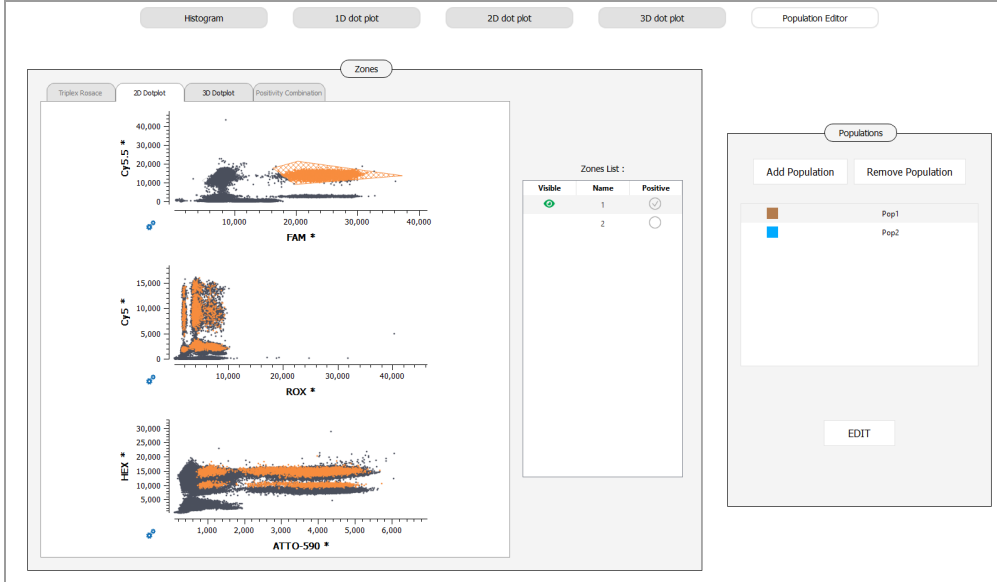 Histogram
1D dot plot
2D dot plot
3D dot plot
Population Editor
Zones
Triplex Rosace
2D Dotplot
3D Dotplot
Positivity Combination
Cy5.5 *
40,000
30,000
20,000
10,000
0
10,000 20,000 30,000 40,000
FAM *
Cy5 *
15,000
10,000
5,000
0
10,000 20,000 30,000 40,000
ROX *
HEX *
30,000
25,000
20,000
15,000
10,000
5,000
1,000 2,000 3,000 4,000 5,000 6,000
ATTO-590 *
Zones List :
Visible Name Positive
1
2
Populations
Add Population
Remove Population
Pop1
Pop2
EDIT